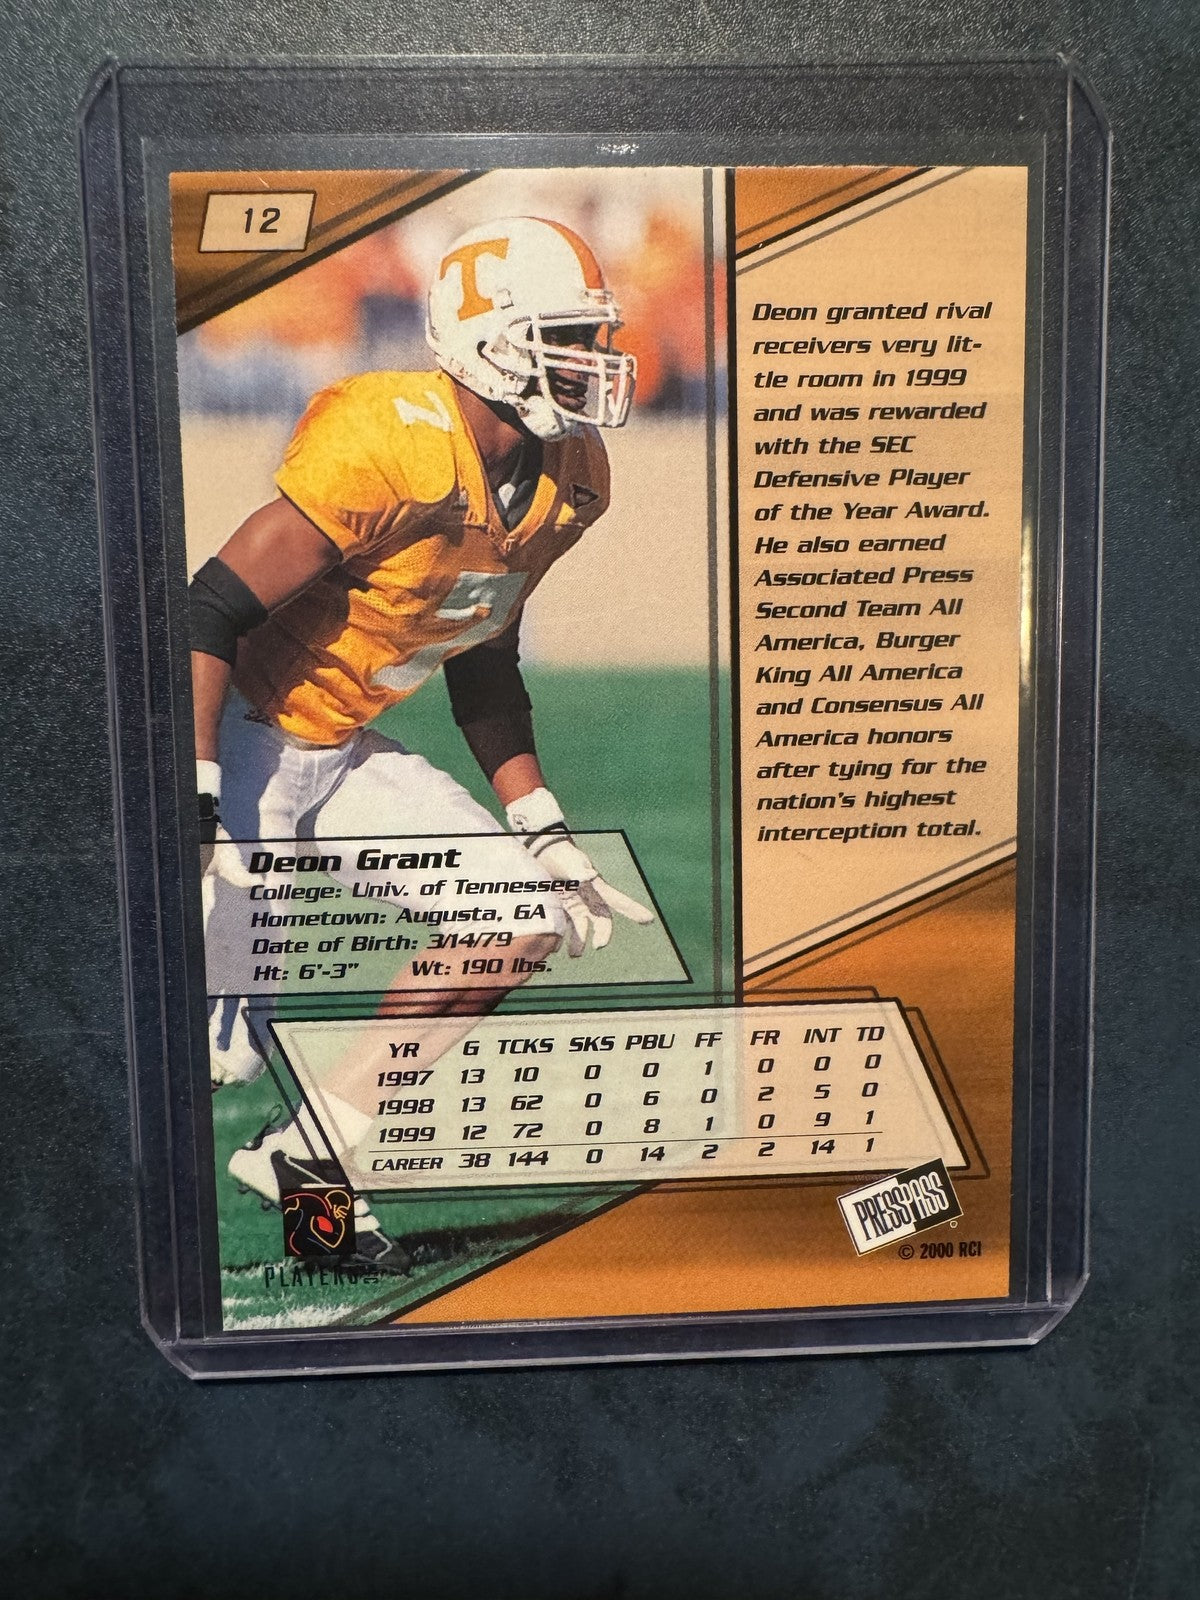 12
T
7
7
Deon granted rival
receivers very lit-
tle room in 1999
and was rewarded
with the SEC
Defensive Player
of the Year Award.
He also earned
Associated Press
Second Team All
America, Burger
King All America
and Consensus All
America honors
after tying for the
nation's highest
interception total.
Deon Grant
College: Univ. of Tennessee
Hometown: Augusta, GA
Date of Birth: 3/14/79
Ht: 6'-3" Wt: 190 lbs.
YR G TCKS SKS PBU FF FR INT TD
1997 13 10 0 0 1 0 0 0
1998 13 62 0 6 0 2 5 0
1999 12 72 0 8 1 0 9 1
CAREER 38 144 0 14 2 2 14 1
PRESS PASS
© 2000 RCI
PLAYERS